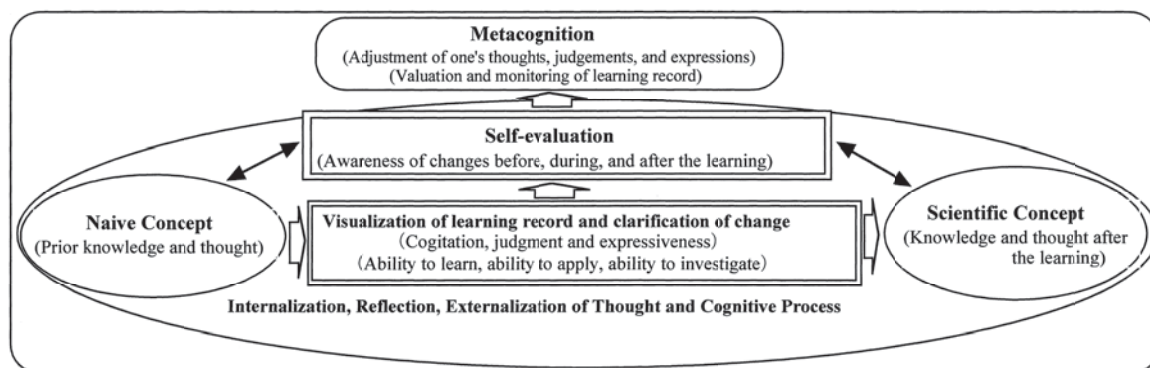 Metacognition
(Adjustment of one's thoughts, judgements, and expressions)
(Valuation and monitoring of learning record)
Self-evaluation
(Awareness of changes before, during, and after the learning)
Naive Concept
(Prior knowledge and thought)
Visualization of learning record and clarification of change
(Cogitation, judgment and expressiveness)
(Ability to learn, ability to apply, ability to investigate)
Scientific Concept
(Knowledge and thought after
the learning)
Internalization, Reflection, Externalization of Thought and Cognitive Process